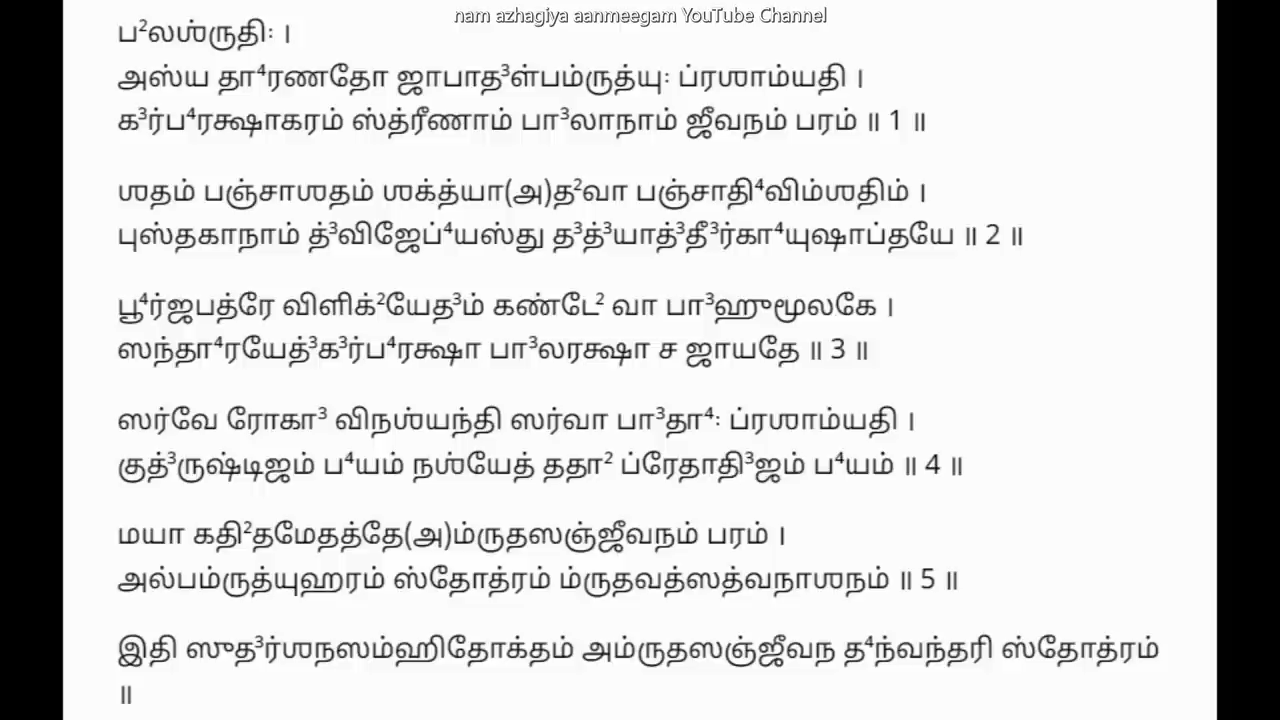 nam azhagiya aanmeegam YouTube Channel
ப²லஶ்ருதி꞉ ।
அஸ்ய தா⁴ரணதோ ஜாபாத³ள்பம்ருத்யு꞉ ப்ரஶாம்யதி ।
க³ர்ப⁴ரக்ஷாகரம் ஸ்த்ரீணாம் பா³லாநாம் ஜீவநம் பரம் ॥ 1 ॥
ஶதம் பஞ்சாஶதம் ஶக்த்யா(அ)த²வா பஞ்சாதி⁴விம்ஶதிம் ।
புஸ்தகாநாம் த்³விஜேப்⁴யஸ்து த³த்³யாத்³தீ³ர்கா⁴யுஷாப்தயே ॥ 2 ॥
பூ⁴ர்ஜபத்ரே விளிக்²யேத³ம் கண்டே² வா பா³ஹுமூலகே ।
ஸந்தா⁴ரயேத்³க³ர்ப⁴ரக்ஷா பா³லரக்ஷா ச ஜாயதே ॥ 3 ॥
ஸர்வே ரோகா³ விநஶ்யந்தி ஸர்வா பா³தா⁴꞉ ப்ரஶாம்யதி ।
குத்³ருஷ்டிஜம் ப⁴யம் நஶ்யேத் ததா² ப்ரேதாதி³ஜம் ப⁴யம் ॥ 4 ॥
மயா கதி²தமேதத்தே(அ)ம்ருதஸஞ்ஜீவநம் பரம் ।
அல்பம்ருத்யுஹரம் ஸ்தோத்ரம் ம்ருதவத்ஸத்வநாஶநம் ॥ 5 ॥
இதி ஸுத³ர்ஶநஸம்ஹிதோக்தம் அம்ருதஸஞ்ஜீவந த⁴ந்வந்தரி ஸ்தோத்ரம்
॥